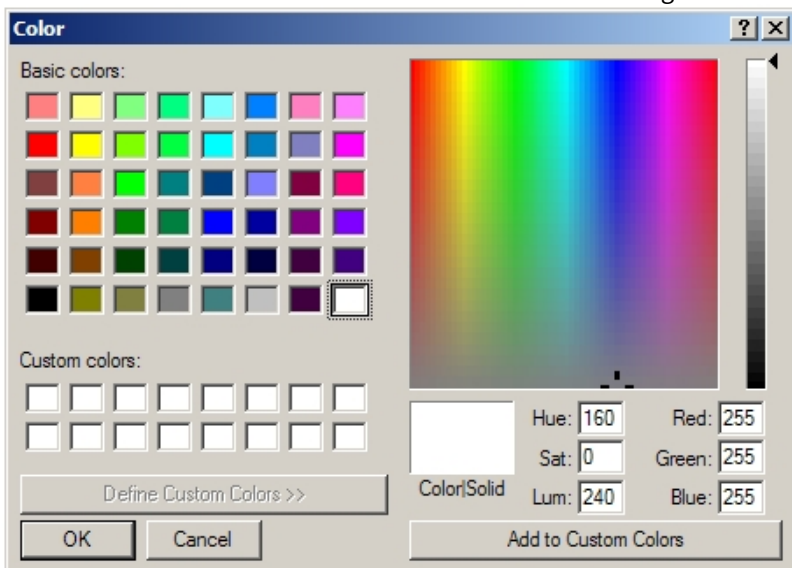 Color
Basic colors:
Custom colors:
Define Custom Colors >>
OK Cancel
Color|Solid
Hue: 160 Red: 255
Sat: 0 Green: 255
Lum: 240 Blue: 255
Add to Custom Colors